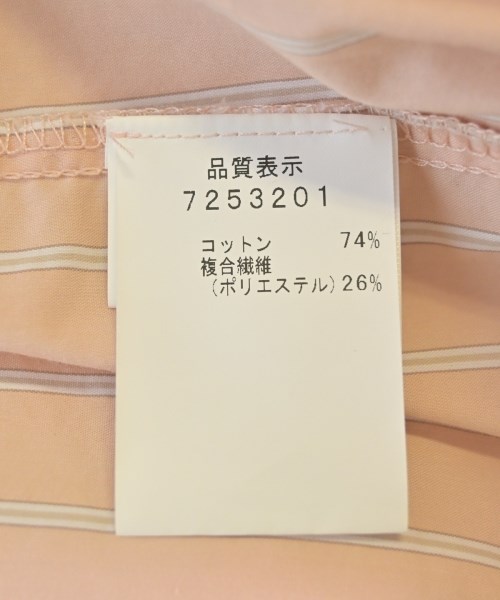 品質表示
7253201
コットン 74%
複合繊維
(ポリエステル)26%